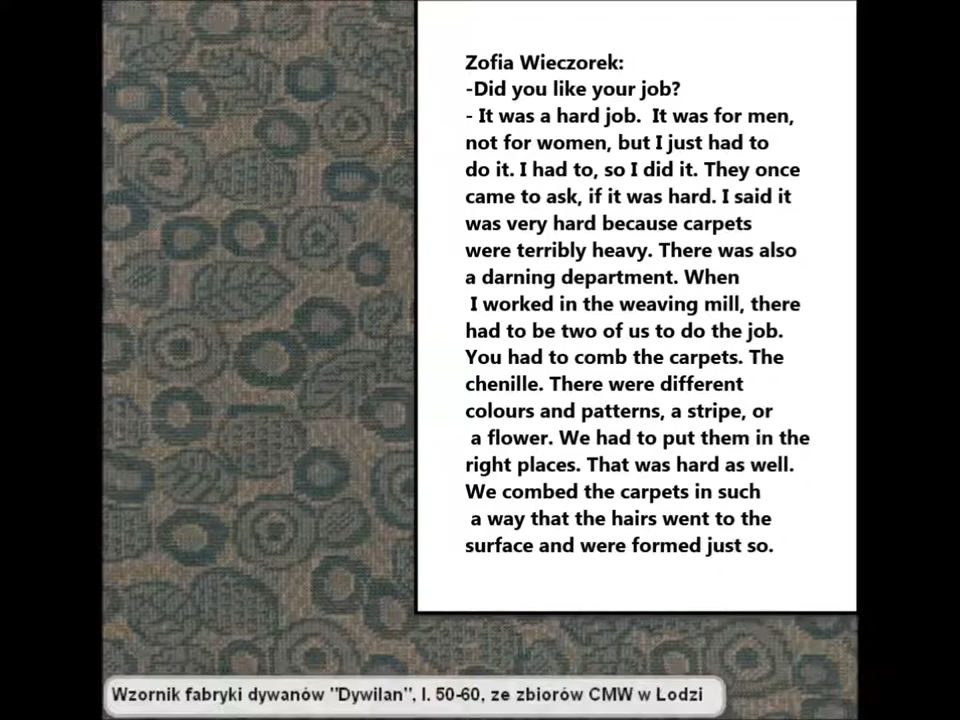 Zofia Wieczorek:
-Did you like your job?
- It was a hard job.  It was for men,
not for women, but I just had to
do it. I had to, so I did it. They once
came to ask, if it was hard. I said it
was very hard because carpets
were terribly heavy. There was also
a darning department. When
I worked in the weaving mill, there
had to be two of us to do the job.
You had to comb the carpets. The
chenille. There were different
colours and patterns, a stripe, or
a flower. We had to put them in the
right places. That was hard as well.
We combed the carpets in such
a way that the hairs went to the
surface and were formed just so.
Wzornik fabryki dywanów "Dywilan", l. 50-60, ze zbiorów CMW w Lodzi